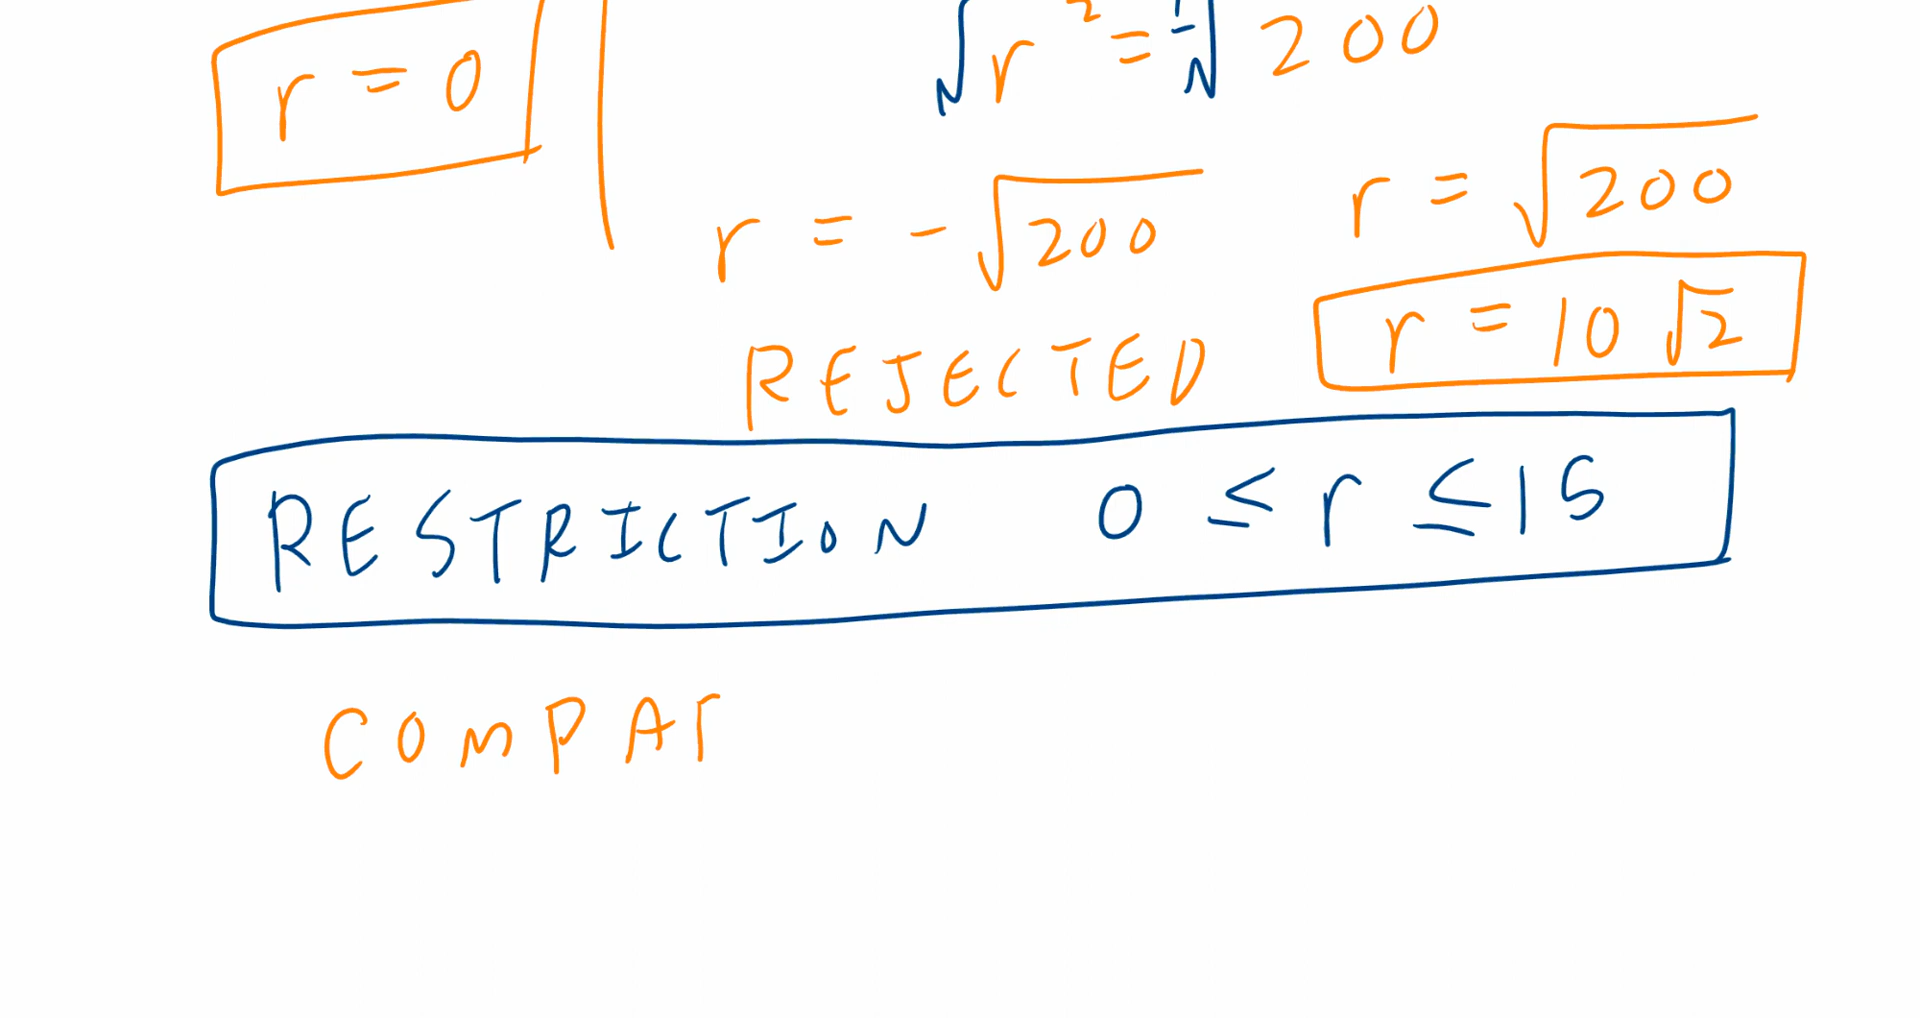 r = 0
√r² = ±√200
r = -√200
r = √200
REJECTED
r = 10√2
RESTRICTION 0 ≤ r ≤ 15
COMPAr